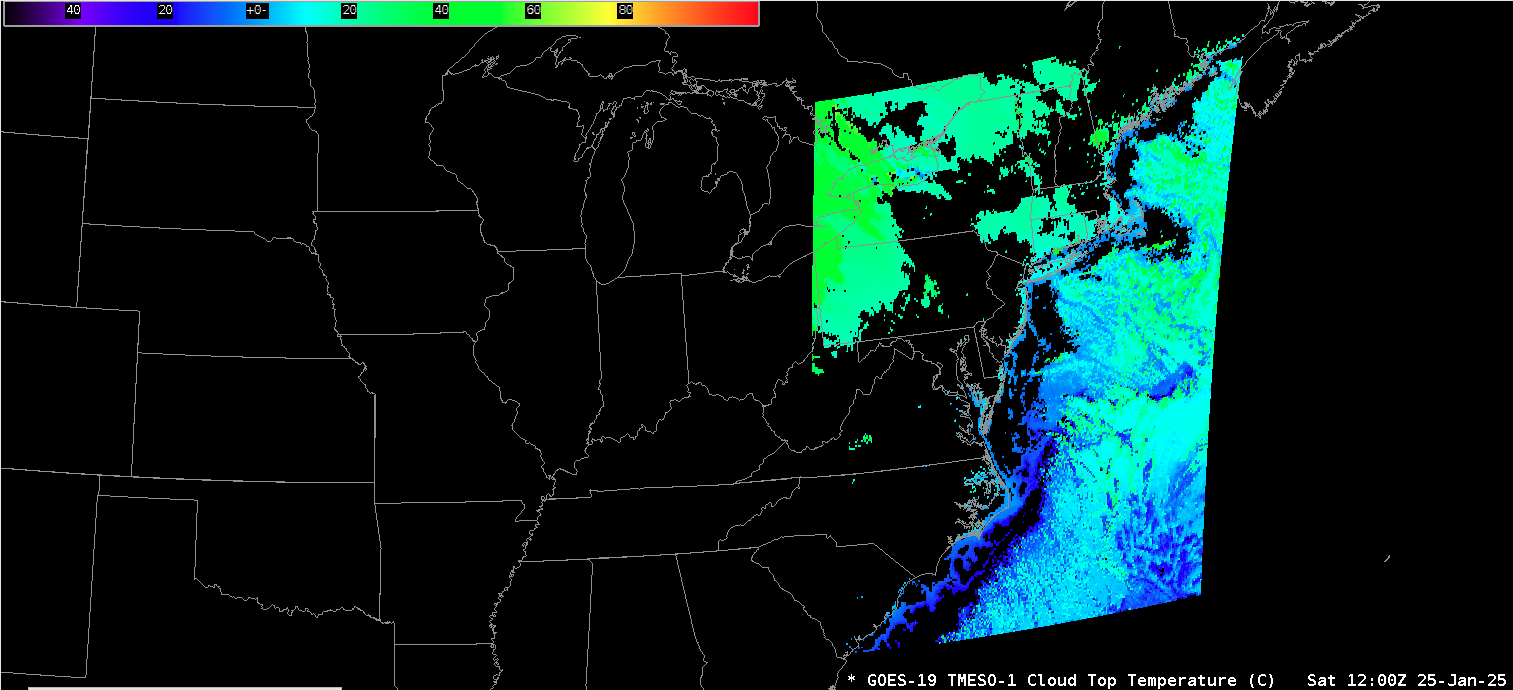 40 20 +0- 20 40 60 80
* GOES-19 TMESO-1 Cloud Top Temperature (C) Sat 12:00Z 25-Jan-25